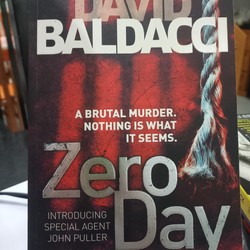 DAVID
BALDACCI
A BRUTAL MURDER.
NOTHING IS WHAT
IT SEEMS.
Zero
INTRODUCING
SPECIAL AGENT
JOHN PULLER
Day